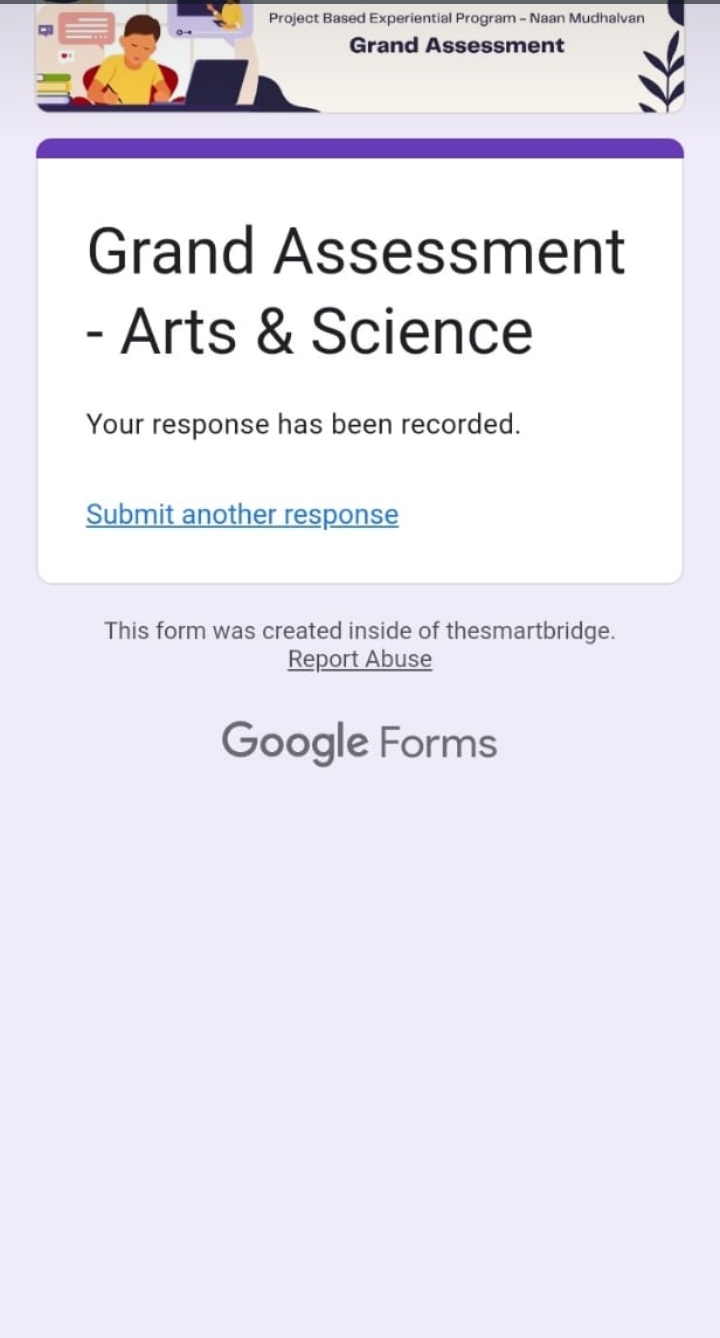 Project Based Experiential Program – Naan Mudhalvan
Grand Assessment
Grand Assessment
- Arts & Science
Your response has been recorded.
Submit another response
This form was created inside of thesmartbridge.
Report Abuse
Google Forms